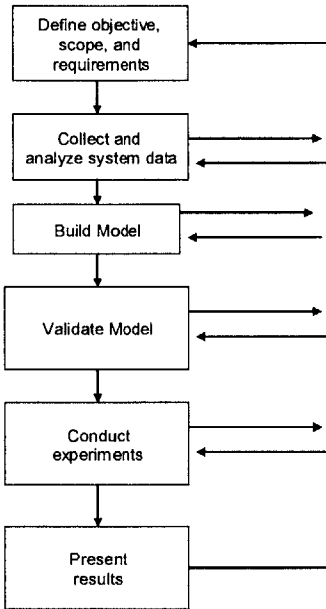 Define objective,
scope, and
requirements
Collect and
analyze system data
Build Model
Validate Model
Conduct
experiments
Present
results